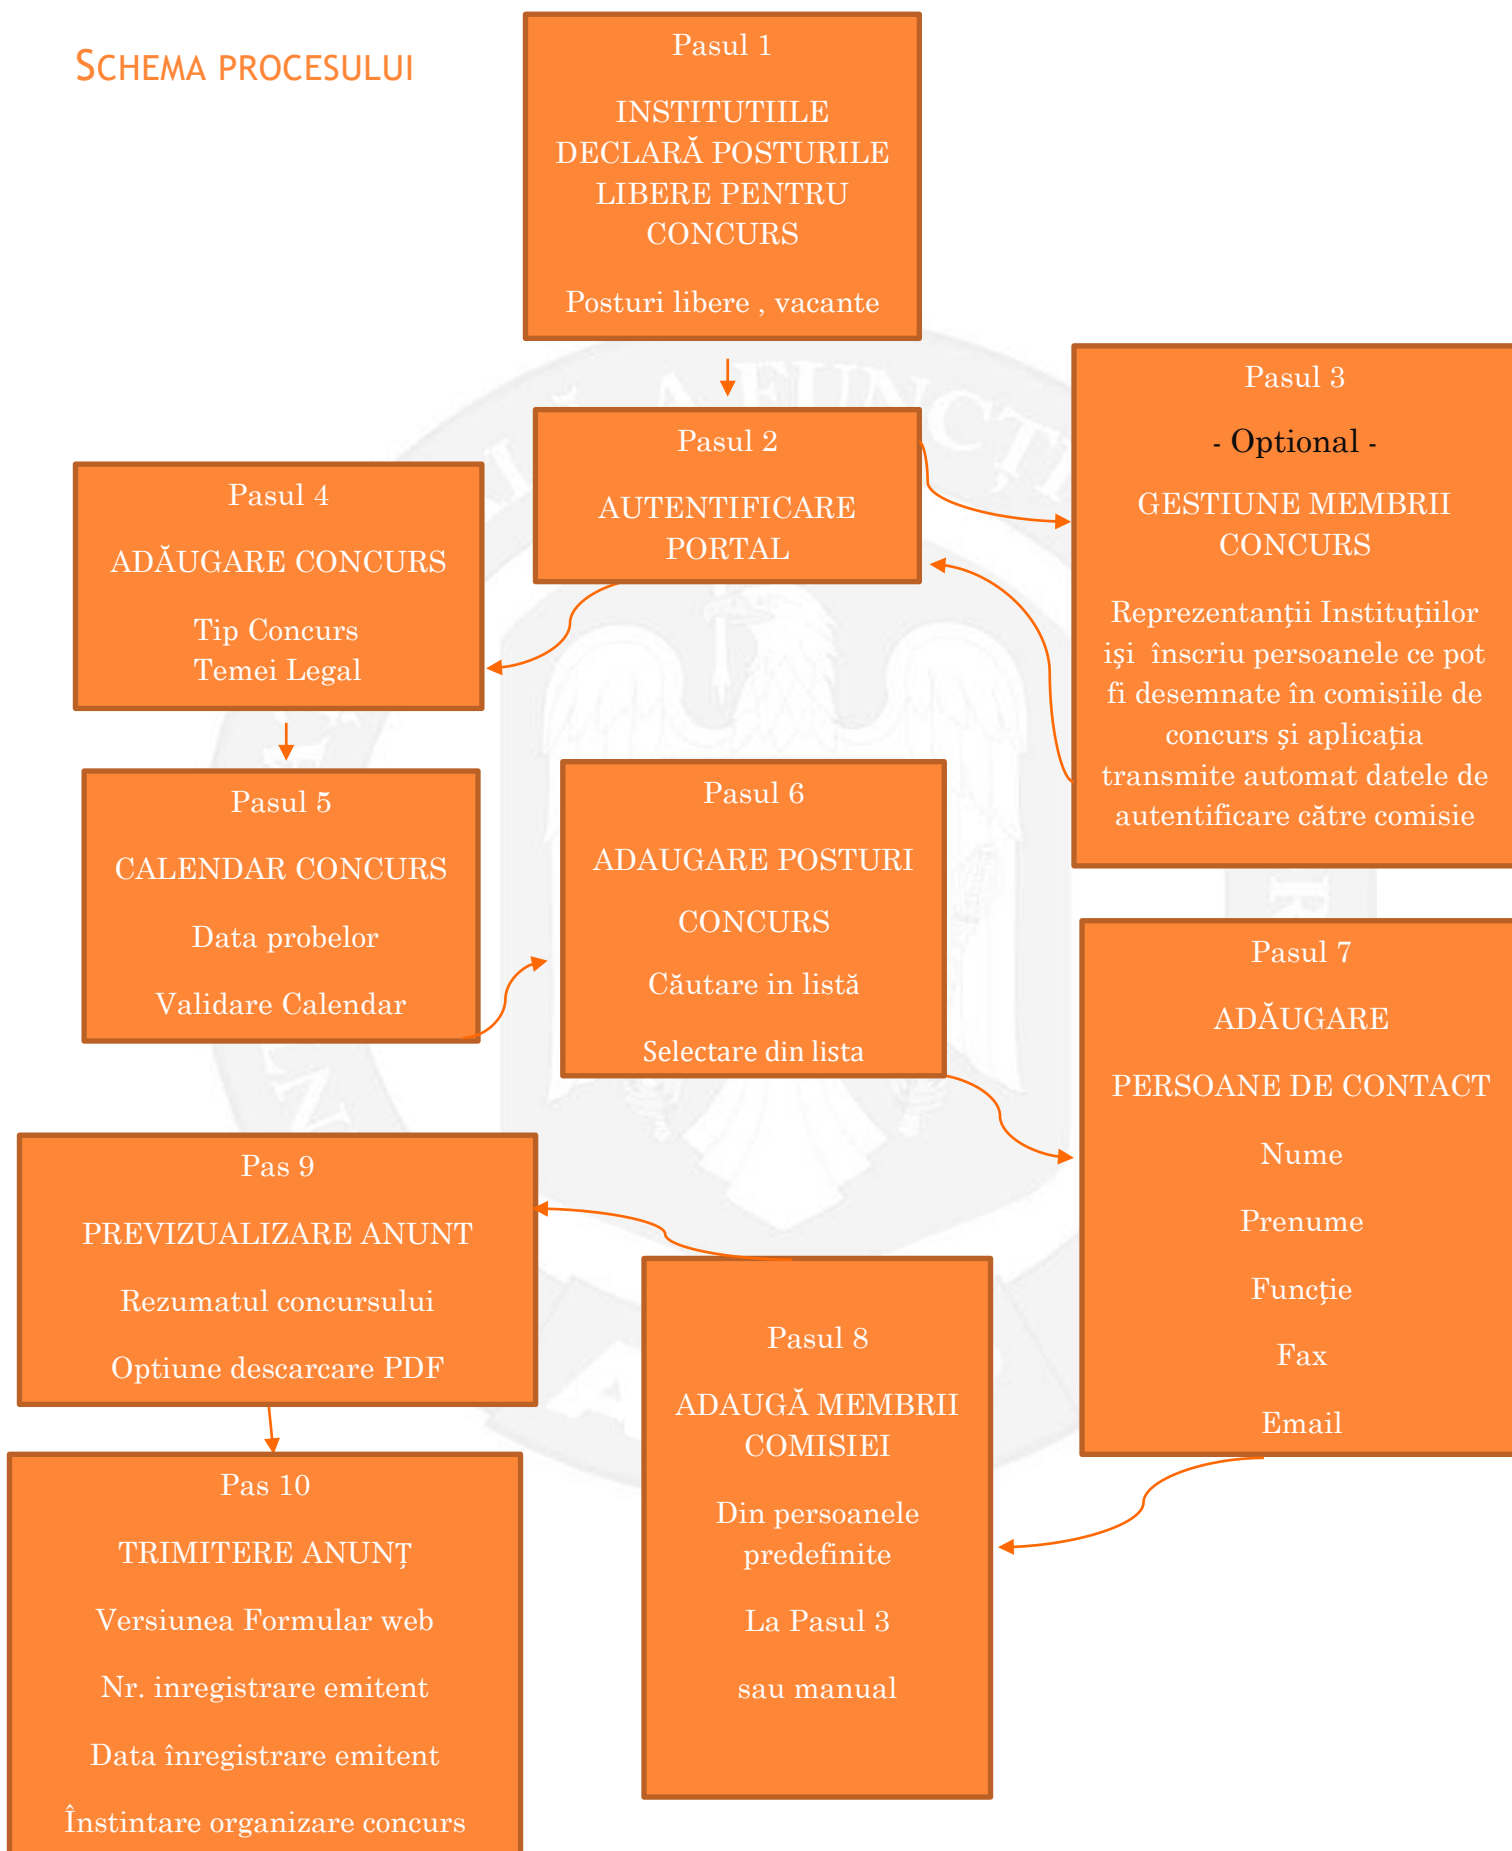 SCHEMA PROCESULUI
Pasul 1
INSTITUTIILE
DECLARĂ POSTURILE
LIBERE PENTRU
CONCURS
Posturi libere , vacante
Pasul 2
AUTENTIFICARE
PORTAL
Pasul 3
- Optional -
GESTIUNE MEMBRII
CONCURS
Reprezentanții Instituțiilor
işi înscriu persoanele ce pot
fi desemnate în comisiile de
concurs și aplicația
transmite automat datele de
autentificare către comisie
Pasul 4
ADĂUGARE CONCURS
Tip Concurs
Temei Legal
Pasul 5
CALENDAR CONCURS
Data probelor
Validare Calendar
Pasul 6
ADAUGARE POSTURI
CONCURS
Căutare in listă
Selectare din lista
Pasul 7
ADĂUGARE
PERSOANE DE CONTACT
Nume
Prenume
Funcție
Fax
Email
Pasul 8
ADAUGĂ MEMBRII
COMISIEI
Din persoanele
predefinite
La Pasul 3
sau manual
Pas 9
PREVIZUALIZARE ANUNT
Rezumatul concursului
Optiune descarcare PDF
Pas 10
TRIMITERE ANUNȚ
Versiunea Formular web
Nr. inregistrare emitent
Data înregistrare emitent
Înstintare organizare concurs